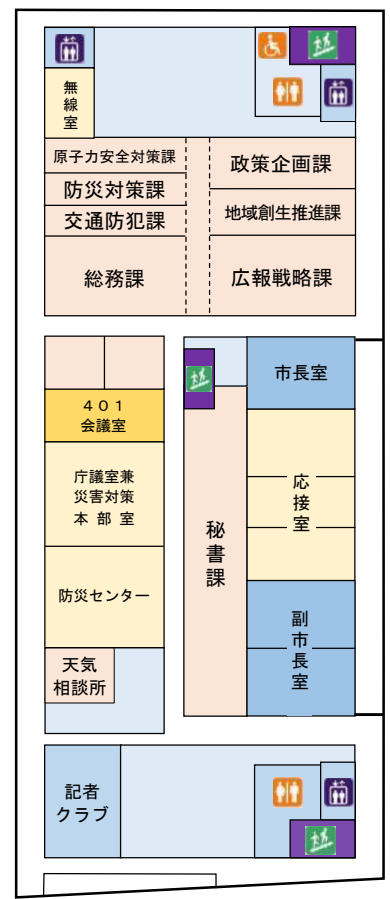 無線室
原子力安全対策課
防災対策課
交通防犯課
総務課
政策企画課
地域創生推進課
広報戦略課
４０１
会議室
庁議室兼
災害対策
本部室
防災センター
天気
相談所
秘書課
市長室
応接室
副市長室
記者
クラブ